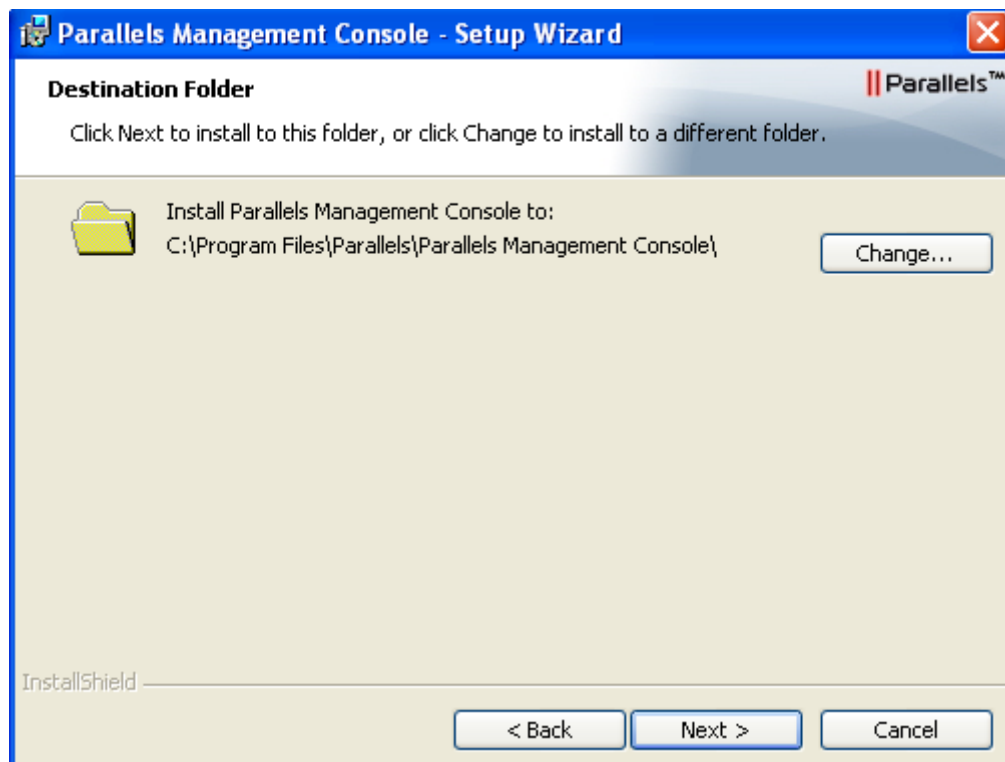 Parallels Management Console - Setup Wizard
Destination Folder
Parallels™
Click Next to install to this folder, or click Change to install to a different folder.
Install Parallels Management Console to:
C:\Program Files\Parallels\Parallels Management Console\
Change...
InstallShield
< Back
Next >
Cancel